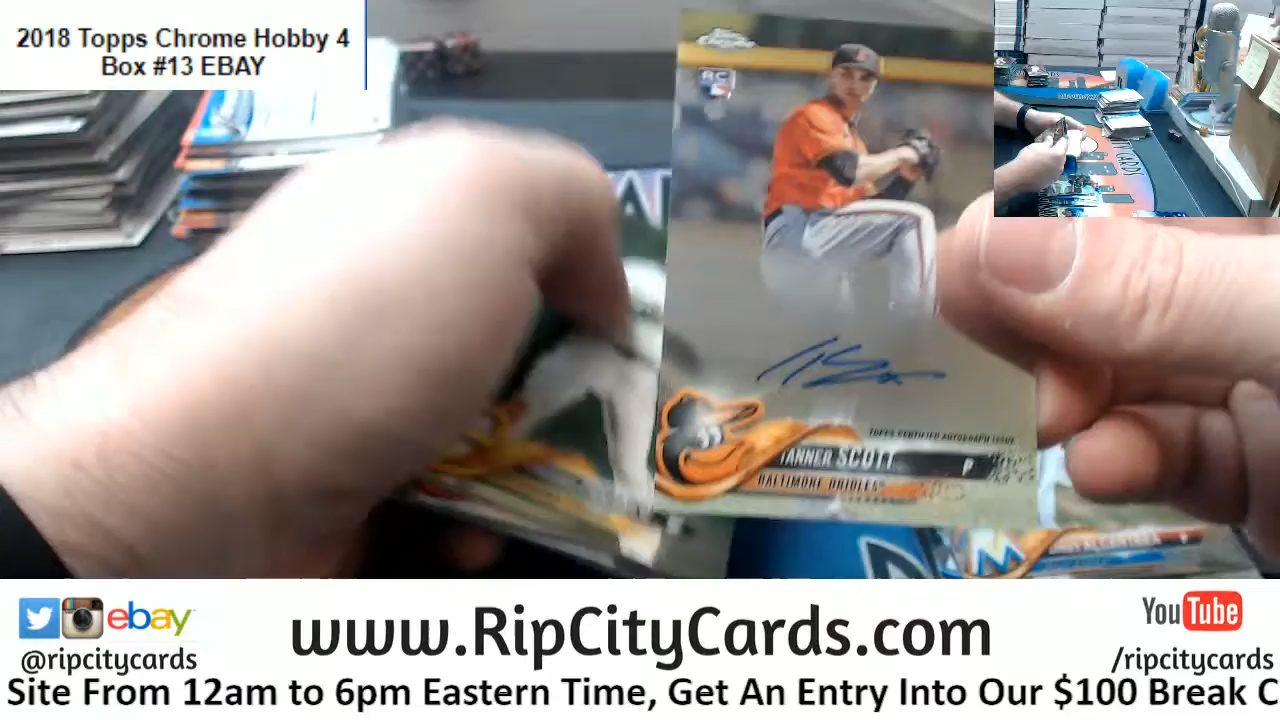 2018 Topps Chrome Hobby 4
Box #13 EBAY
RC
TOPPS CERTIFIED AUTOGRAPH ISSUE
TANNER SCOTT P
BALTIMORE ORIOLES
ebay
www.RipCityCards.com
YouTube
@ripcitycards
/ripcitycards
Site From 12am to 6pm Eastern Time, Get An Entry Into Our $100 Break C